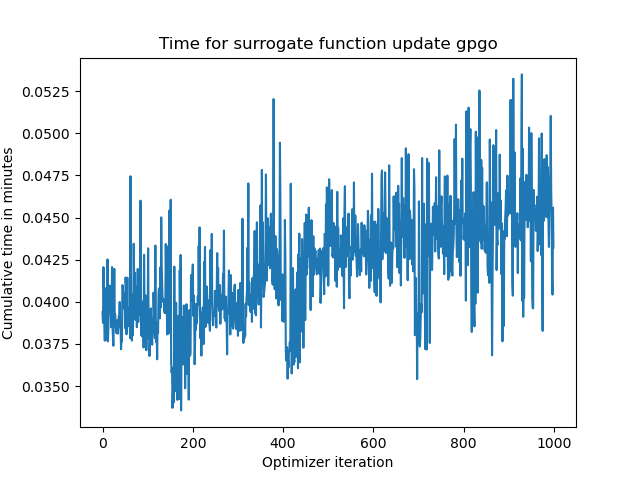 Time for surrogate function update gpgo
Cumulative time in minutes
0.0525
0.0500
0.0475
0.0450
0.0425
0.0400
0.0375
0.0350
0 200 400 600 800 1000
Optimizer iteration